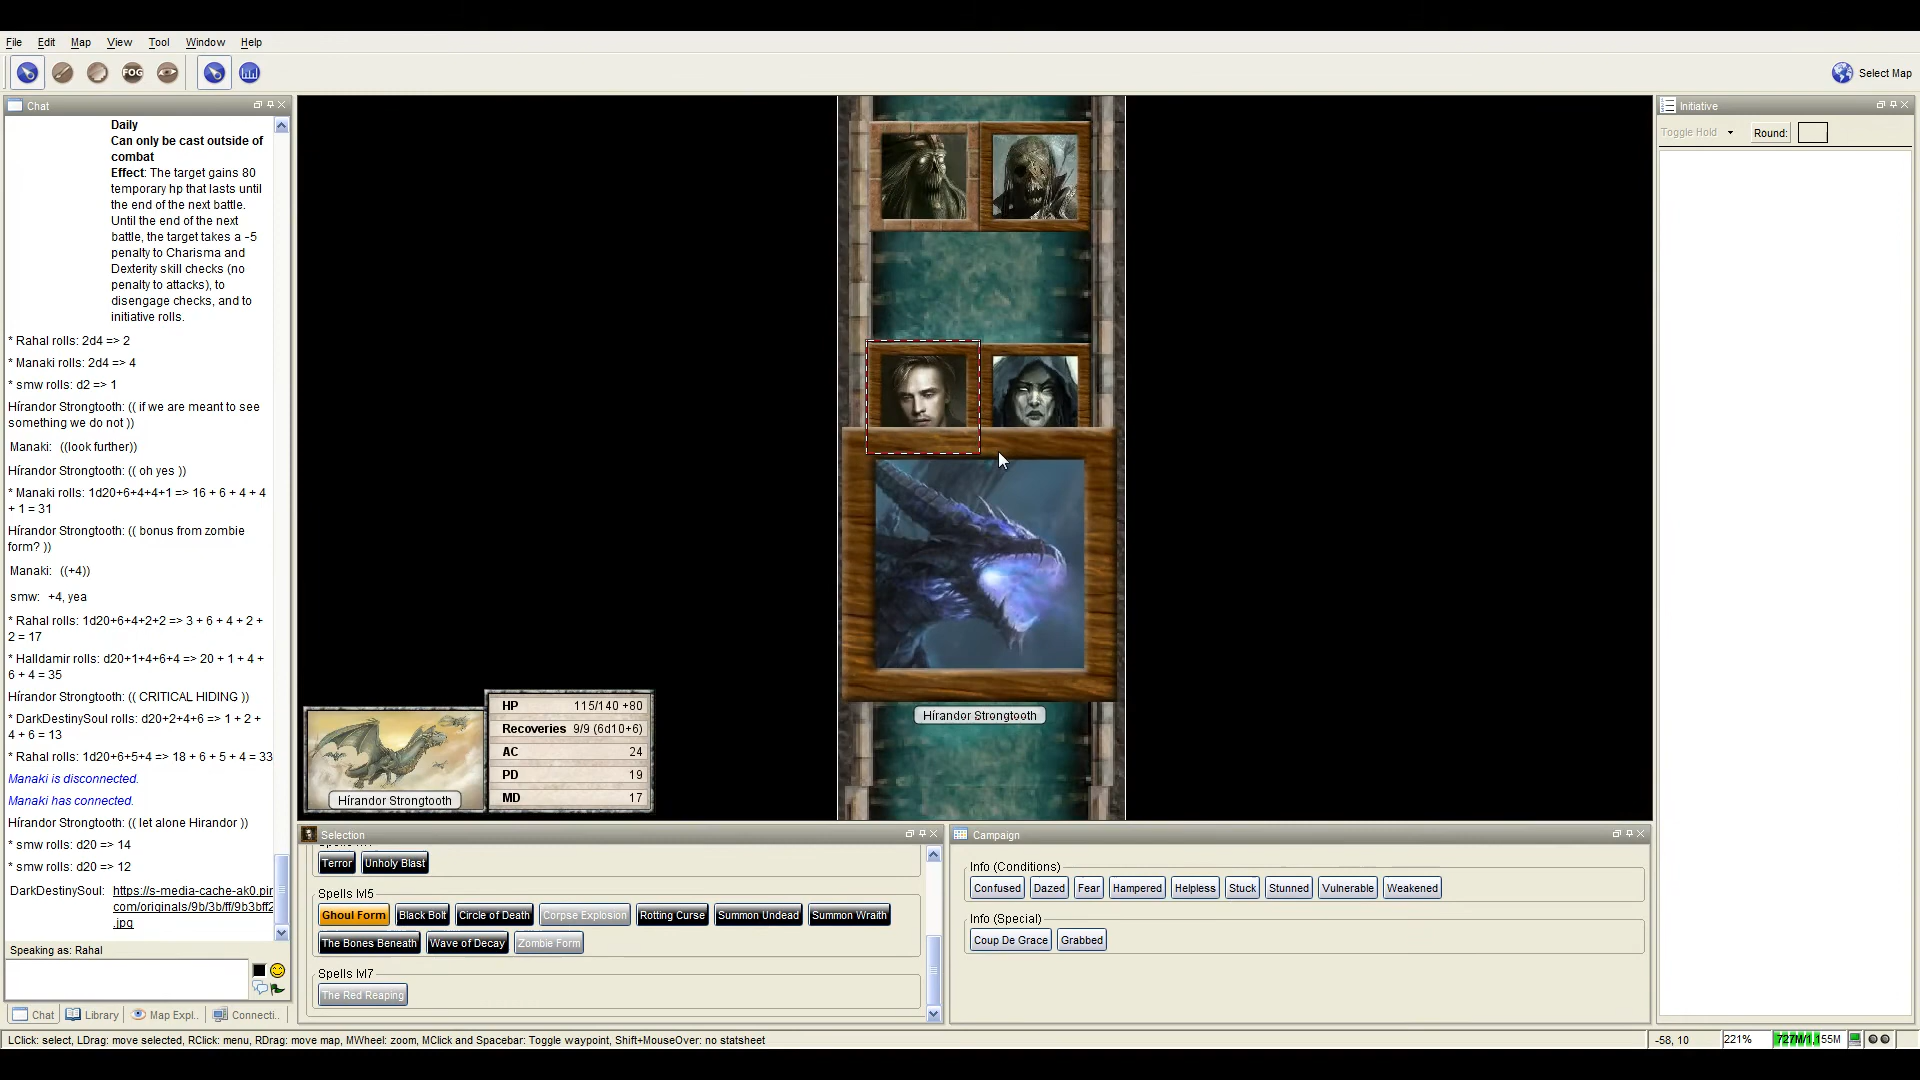 File Edit Map View Tool Window Help
FOG
Select Map
Chat
Daily
Can only be cast outside of
combat
Effect: The target gains 80
temporary hp that lasts until
the end of the next battle.
Until the end of the next
battle, the target takes a -5
penalty to Charisma and
Dexterity skill checks (no
penalty to attacks), to
disengage checks, and to
initiative rolls.
* Rahal rolls: 2d4 => 2
* Manaki rolls: 2d4 => 4
* smw rolls: d2 => 1
Hírandor Strongtooth: (( if we are meant to see
something we do not ))
Manaki: ((look further))
Hírandor Strongtooth: (( oh yes ))
* Manaki rolls: 1d20+6+4+4+1 => 16 + 6 + 4 + 4
+ 1 = 31
Hírandor Strongtooth: (( bonus from zombie
form? ))
Manaki: ((+4))
smw: +4, yea
* Rahal rolls: 1d20+6+4+2+2 => 3 + 6 + 4 + 2 +
2 = 17
* Halldamir rolls: d20+1+4+6+4 => 20 + 1 + 4 +
6 + 4 = 35
Hírandor Strongtooth: (( CRITICAL HIDING ))
* DarkDestinySoul rolls: d20+2+4+6 => 1 + 2 +
4 + 6 = 13
* Rahal rolls: 1d20+6+5+4 => 18 + 6 + 5 + 4 = 33
Manaki is disconnected.
Manaki has connected.
Hírandor Strongtooth: (( let alone Hirandor ))
* smw rolls: d20 => 14
* smw rolls: d20 => 12
DarkDestinySoul: https://s-media-cache-ak0.pin
com/originals/9b/3b/ff/9b3bff2
.jpg
Speaking as: Rahal
Chat Library Map Expl.. Connecti..
Hírandor Strongtooth
HP 115/140 +80
Recoveries 9/9 (6d10+6)
AC 24
PD 19
MD 17
Hírandor Strongtooth
Selection
Terror Unholy Blast
Spells lvl5
Ghoul Form Black Bolt Circle of Death Corpse Explosion Rotting Curse Summon Undead Summon Wraith
The Bones Beneath Wave of Decay Zombie Form
Spells lvl7
The Red Reaping
Campaign
Info (Conditions)
Confused Dazed Fear Hampered Helpless Stuck Stunned Vulnerable Weakened
Info (Special)
Coup De Grace Grabbed
Initiative
Toggle Hold Round:
LClick: select, LDrag: move selected, RClick: menu, RDrag: move map, MWheel: zoom, MClick and Spacebar: Toggle waypoint, Shift+MouseOver: no statsheet
-58, 10 221% 727M/1,155M